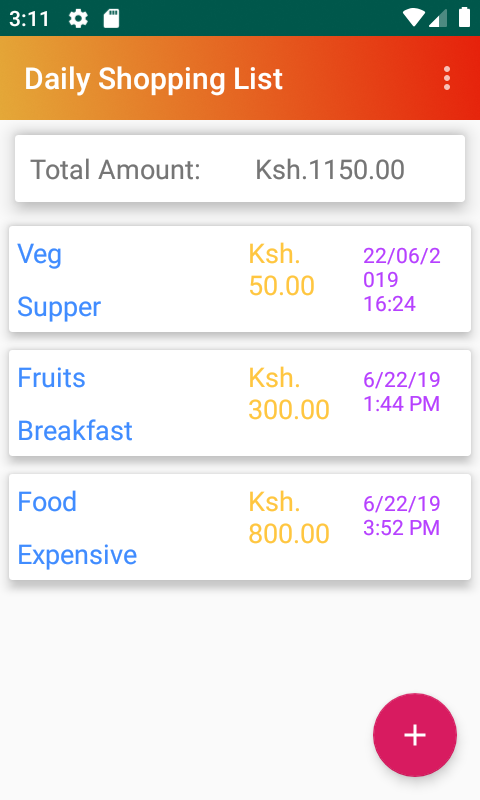 3:11
Daily Shopping List
Total Amount: Ksh.1150.00
Veg
Supper
Ksh.
50.00
22/06/2
019
16:24
Fruits
Breakfast
Ksh.
300.00
6/22/19
1:44 PM
Food
Expensive
Ksh.
800.00
6/22/19
3:52 PM
+